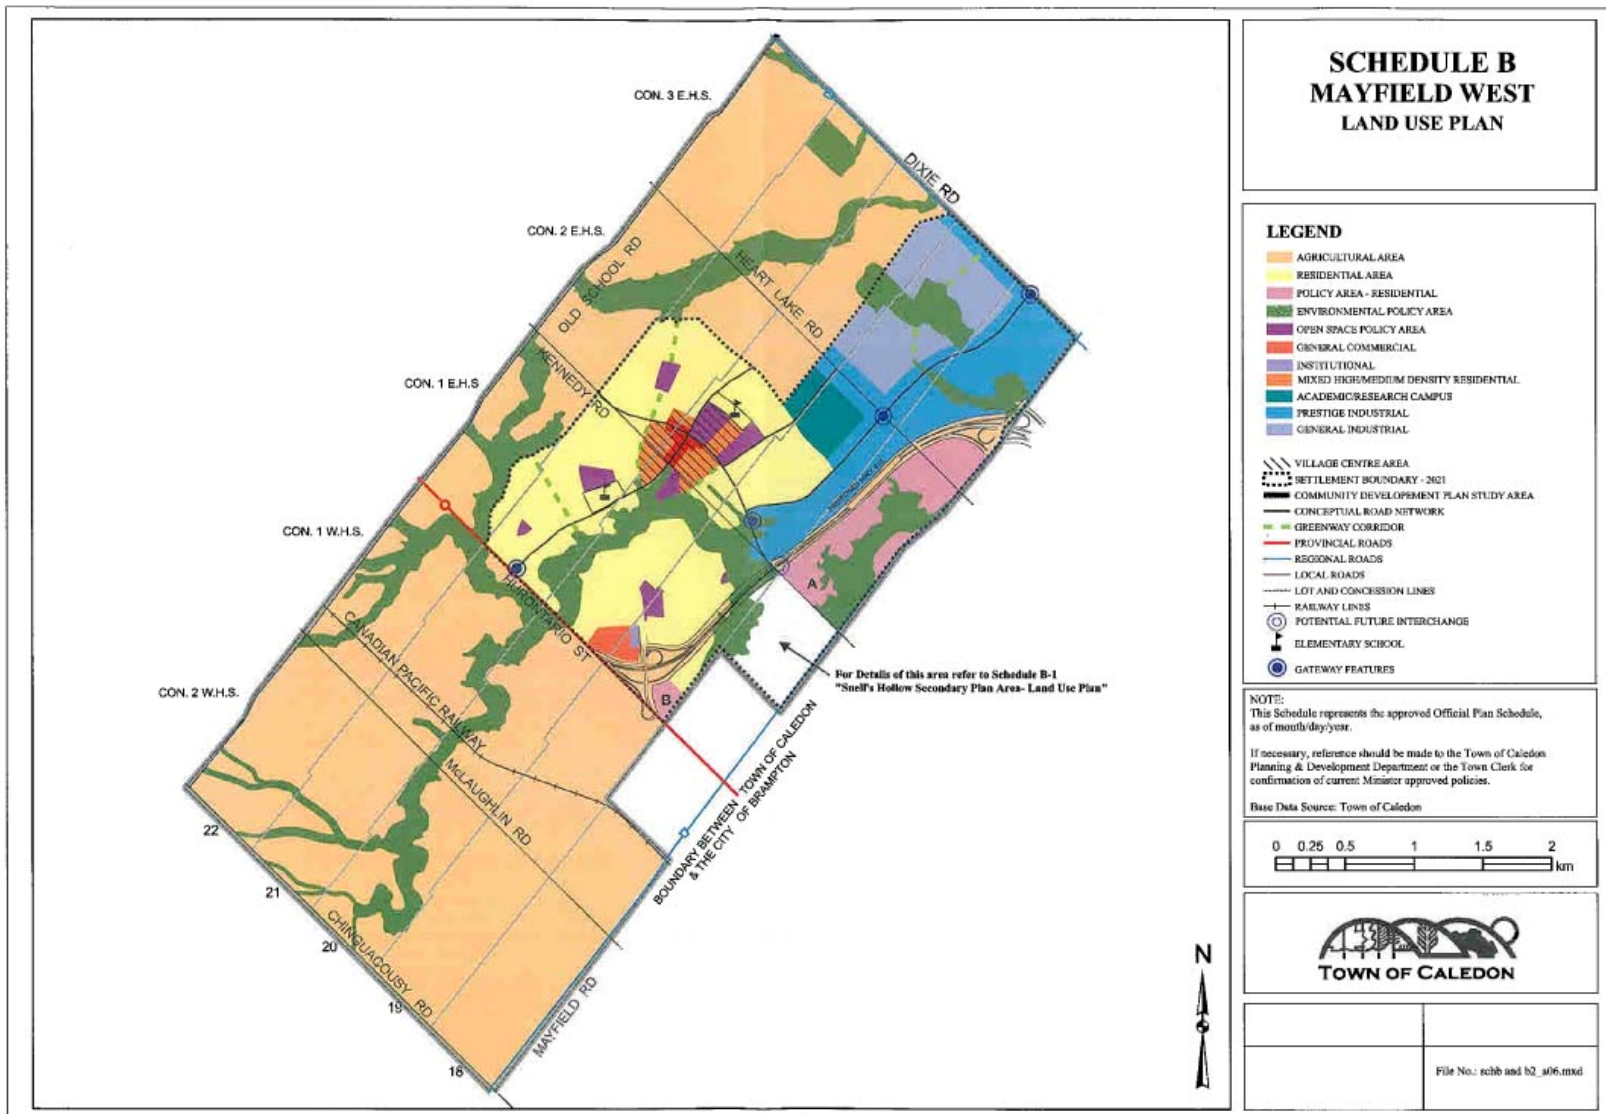 SCHEDULE B
MAYFIELD WEST
LAND USE PLAN
LEGEND
AGRICULTURAL AREA
RESIDENTIAL AREA
POLICY AREA - RESIDENTIAL
ENVIRONMENTAL POLICY AREA
OPEN SPACE POLICY AREA
GENERAL COMMERCIAL
INSTITUTIONAL
MIXED HIGH/MEDIUM DENSITY RESIDENTIAL
ACADEMIC/RESEARCH CAMPUS
PRESTIGE INDUSTRIAL
GENERAL INDUSTRIAL
VILLAGE CENTRE AREA
SETTLEMENT BOUNDARY - 2021
COMMUNITY DEVELOPEMENT PLAN STUDY AREA
CONCEPTUAL ROAD NETWORK
GREENWAY CORRIDOR
PROVINCIAL ROADS
REGIONAL ROADS
LOCAL ROADS
LOT AND CONCESSION LINES
RAILWAY LINES
POTENTIAL FUTURE INTERCHANGE
ELEMENTARY SCHOOL
GATEWAY FEATURES
NOTE:
This Schedule represents the approved Official Plan Schedule,
as of month/day/year.
If necessary, reference should be made to the Town of Caledon
Planning & Development Department or the Town Clerk for
confirmation of current Minister approved policies.
Base Data Source: Town of Caledon
0 0.25 0.5 1 1.5 2
km
TOWN OF CALEDON
File No.: schb and b2_a06.mxd
CON. 3 E.H.S.
DIXIE RD
CON. 2 E.H.S.
OLD SCHOOL RD
HEART LAKE RD
KENNEDY RD
CON. 1 E.H.S
CON. 1 W.H.S.
HURONTARIO ST
A
B
For Details of this area refer to Schedule B-1
"Snell's Hollow Secondary Plan Area- Land Use Plan"
CANADIAN PACIFIC RAILWAY
CON. 2 W.H.S.
McLAUGHLIN RD
BOUNDARY BETWEEN TOWN OF CALEDON
& THE CITY OF BRAMPTON
22
21
20
19
18
CHINGUACOUSY RD
MAYFIELD RD
N